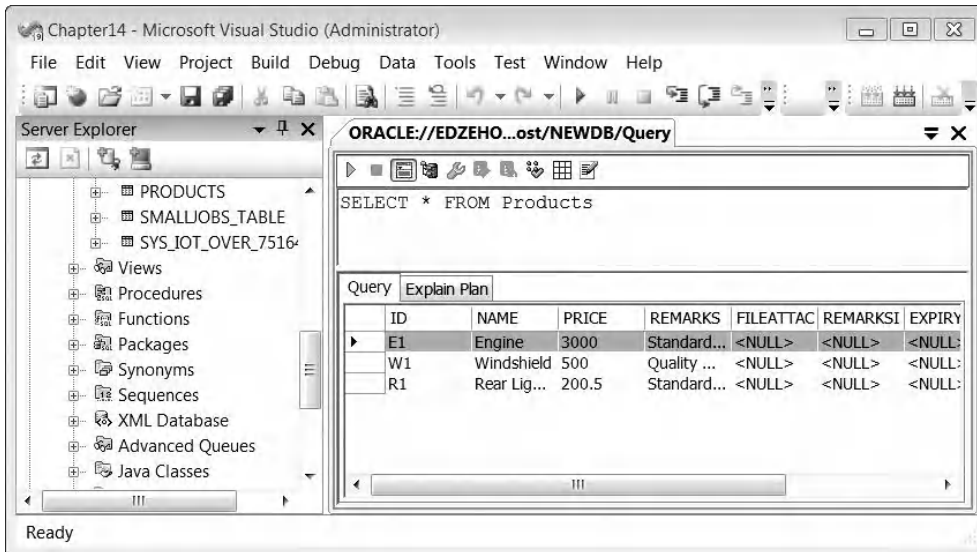 Chapter14 - Microsoft Visual Studio (Administrator)
File Edit View Project Build Debug Data Tools Test Window Help
Server Explorer
PRODUCTS
SMALLJOBS_TABLE
SYS_IOT_OVER_75164
Views
Procedures
Functions
Packages
Synonyms
Sequences
XML Database
Advanced Queues
Java Classes
ORACLE://EDZEHO...ost/NEWDB/Query
SELECT * FROM Products
Query Explain Plan
ID NAME PRICE REMARKS FILEATTAC REMARKSI EXPIRY
E1 Engine 3000 Standard... <NULL> <NULL> <NULL>
W1 Windshield 500 Quality ... <NULL> <NULL> <NULL>
R1 Rear Lig... 200.5 Standard... <NULL> <NULL> <NULL>
Ready